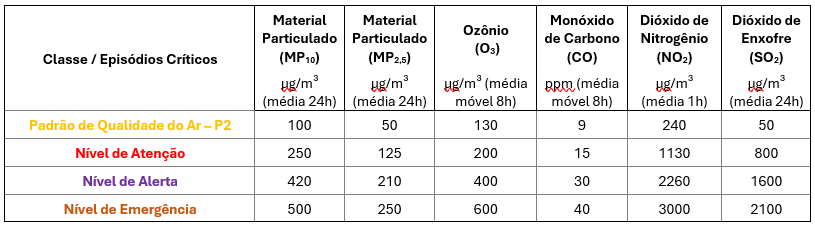 Classe / Episódios Críticos
Material
Particulado
(MP10)
µg/m³
(média 24h)
Material
Particulado
(MP2,5)
µg/m³
(média 24h)
Ozônio
(O3)
µg/m³ (média
móvel 8h)
Monóxido
de Carbono
(CO)
ppm (média
móvel 8h)
Dióxido de
Nitrogênio
(NO2)
µg/m³
(média 1h)
Dióxido de
Enxofre
(SO2)
µg/m³
(média 24h)
Padrão de Qualidade do Ar – P2 100 50 130 9 240 50
Nível de Atenção 250 125 200 15 1130 800
Nível de Alerta 420 210 400 30 2260 1600
Nível de Emergência 500 250 600 40 3000 2100